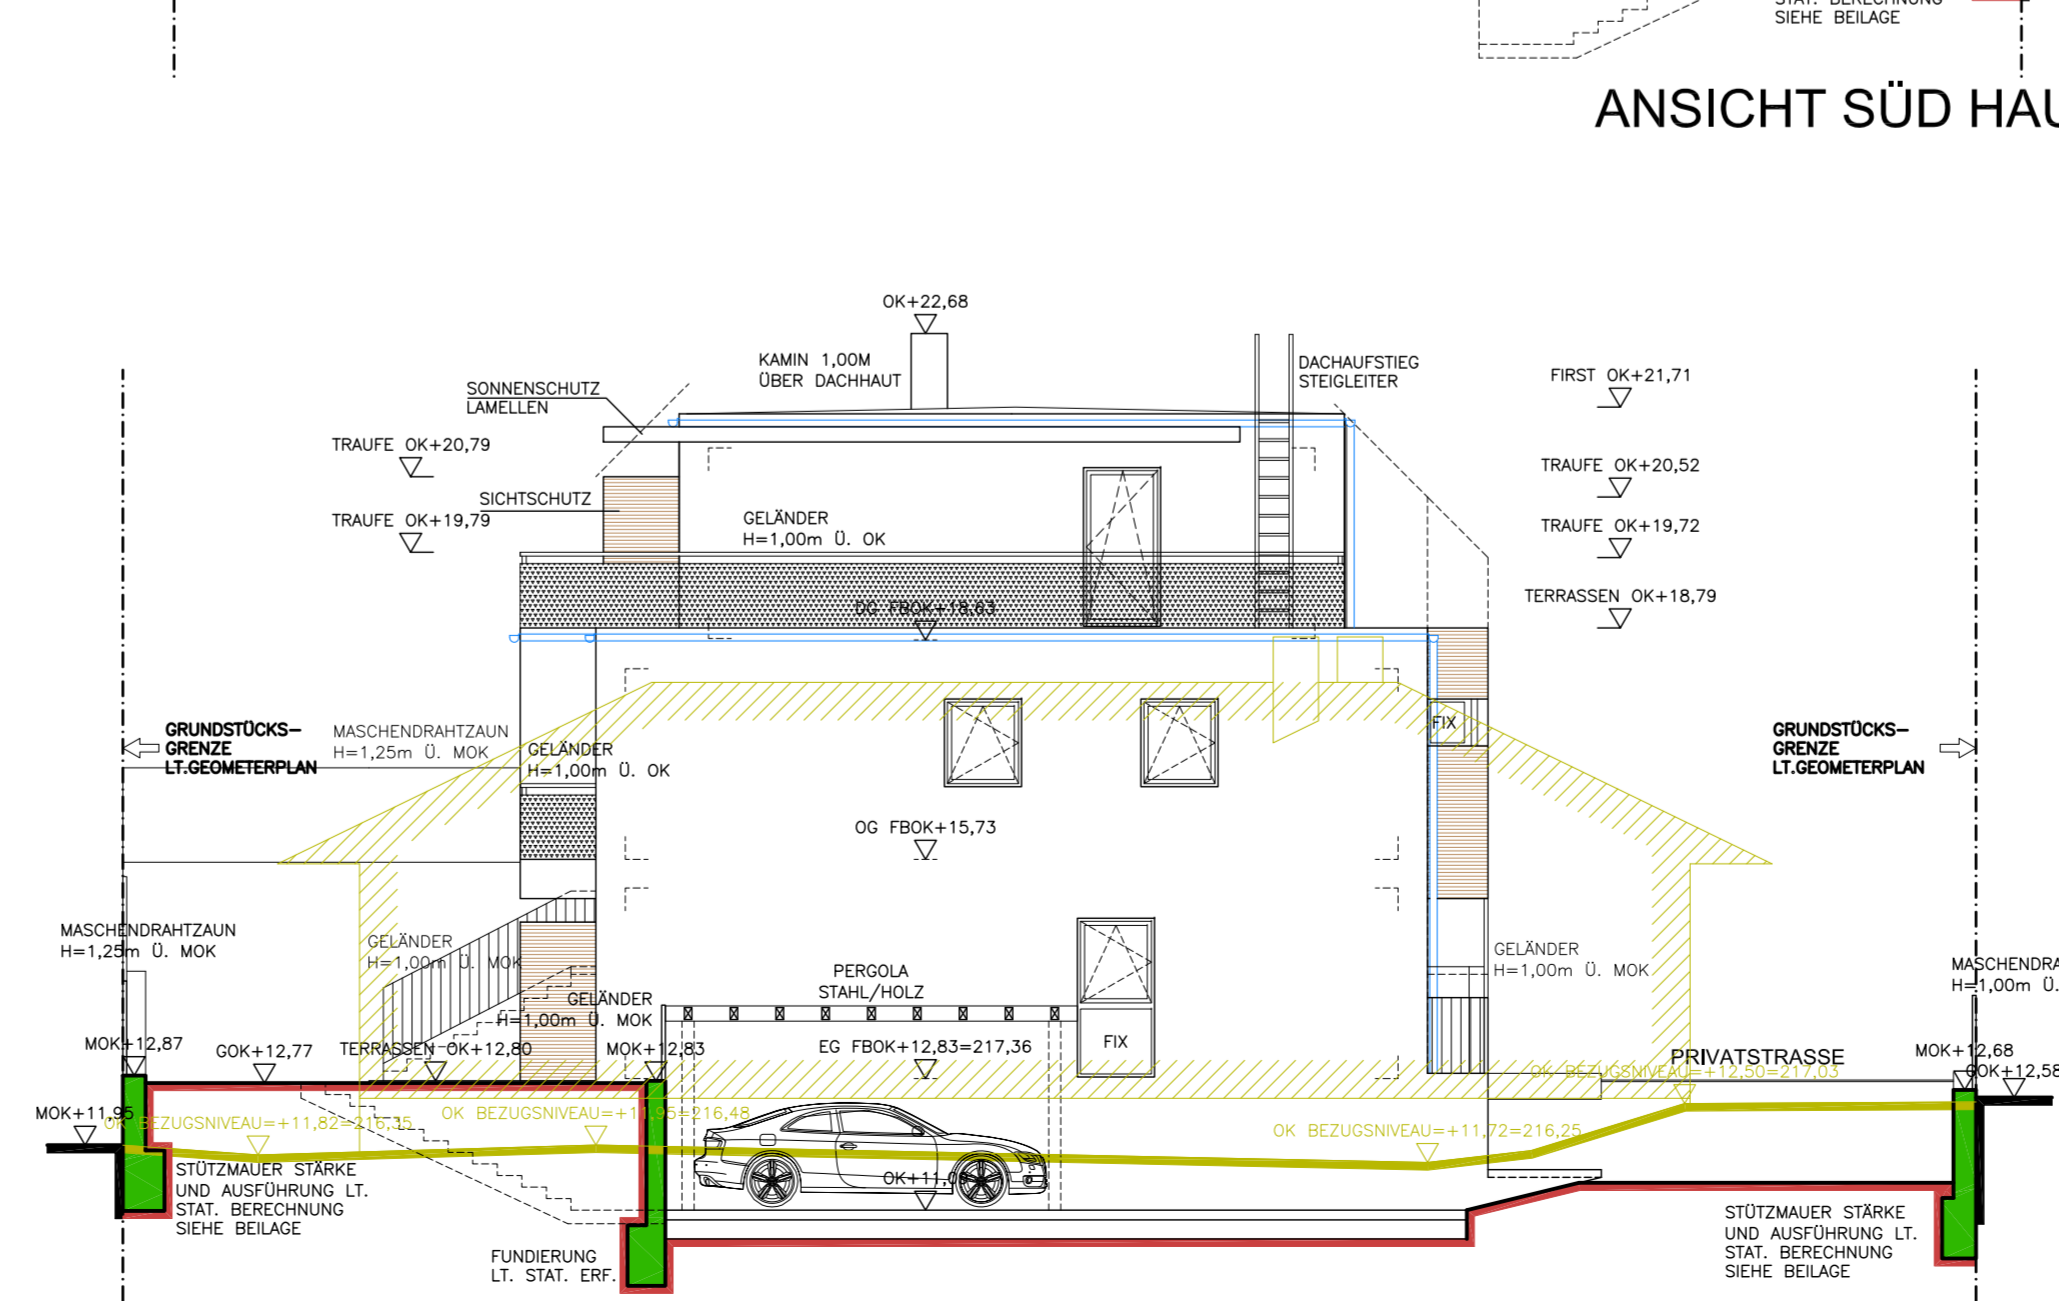 STAT. BERECHNUNG
SIEHE BEILAGE
ANSICHT SÜD HAU
OK+22,68
KAMIN 1,00M
ÜBER DACHHAUT
DACHAUFSTIEG
STEIGLEITER
FIRST OK+21,71
SONNENSCHUTZ
LAMELLEN
TRAUFE OK+20,79
TRAUFE OK+20,52
SICHTSCHUTZ
TRAUFE OK+19,79
GELÄNDER
H=1,00m Ü. OK
TRAUFE OK+19,72
TERRASSEN OK+18,79
DG FBOK+18,63
GRUNDSTÜCKS-
GRENZE
LT.GEOMETERPLAN
MASCHENDRAHTZAUN
H=1,25m Ü. MOK
GELÄNDER
H=1,00m Ü. OK
FIX
GRUNDSTÜCKS-
GRENZE
LT.GEOMETERPLAN
OG FBOK+15,73
MASCHENDRAHTZAUN
H=1,25m Ü. MOK
GELÄNDER
H=1,00m Ü. MOK
GELÄNDER
H=1,00m Ü. MOK
PERGOLA
STAHL/HOLZ
GELÄNDER
H=1,00m Ü. MOK
MASCHENDRA
H=1,00m Ü.
MOK+12,87
GOK+12,77
TERRASSEN OK+12,80
MOK+12,83
EG FBOK+12,83=217,36
FIX
PRIVATSTRASSE
MOK+12,68
GOK+12,58
OK BEZUGSNIVEAU=+12,50=217,03
MOK+11,95
OK BEZUGSNIVEAU=+11,82=216,35
OK BEZUGSNIVEAU=+11,95=216,48
OK BEZUGSNIVEAU=+11,72=216,25
STÜTZMAUER STÄRKE
UND AUSFÜHRUNG LT.
STAT. BERECHNUNG
SIEHE BEILAGE
FUNDIERUNG
LT. STAT. ERF.
STÜTZMAUER STÄRKE
UND AUSFÜHRUNG LT.
STAT. BERECHNUNG
SIEHE BEILAGE